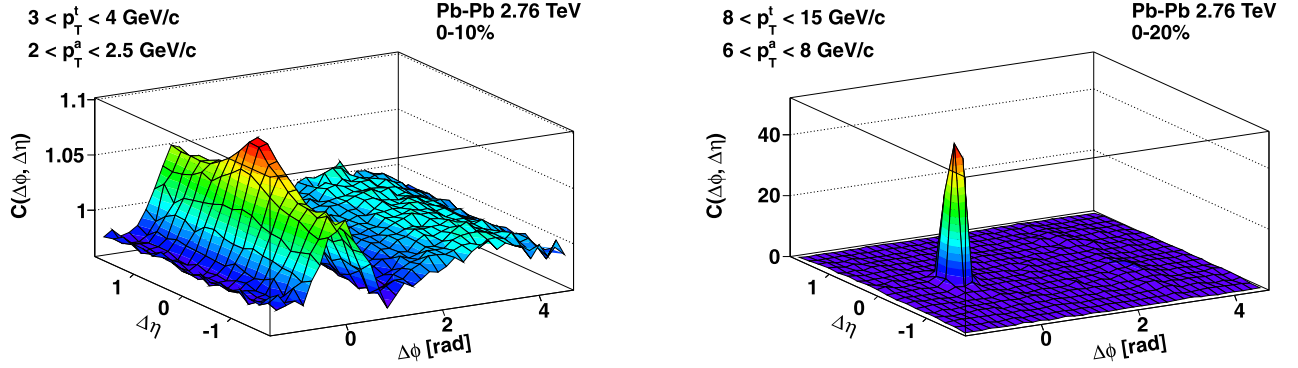 3 < p_T^t < 4 GeV/c
2 < p_T^a < 2.5 GeV/c
Pb-Pb 2.76 TeV
0-10%
C(Δϕ, Δη)
1.1
1.05
1
1
0
-1
Δη
0
2
4
Δϕ [rad]
8 < p_T^t < 15 GeV/c
6 < p_T^a < 8 GeV/c
Pb-Pb 2.76 TeV
0-20%
C(Δϕ, Δη)
40
20
0
1
0
-1
Δη
0
2
4
Δϕ [rad]